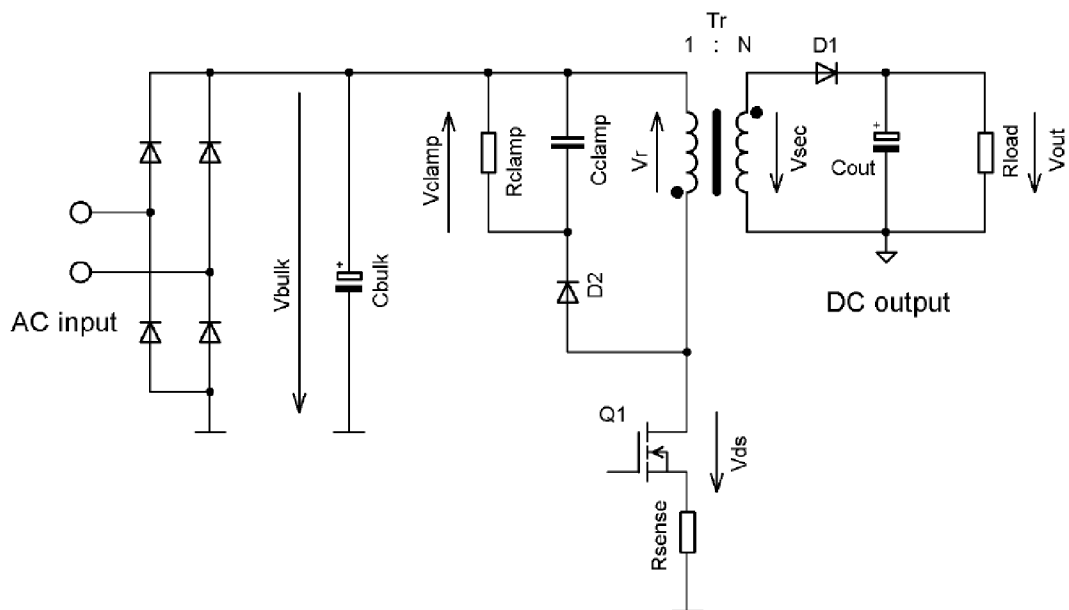 Tr
1 : N
D1
Vclamp
Rclamp
Cclamp
Vr
Vsec
+
Cout
Rload
Vout
AC input
Vbulk
+
Cbulk
D2
DC output
Q1
Vds
Rsense